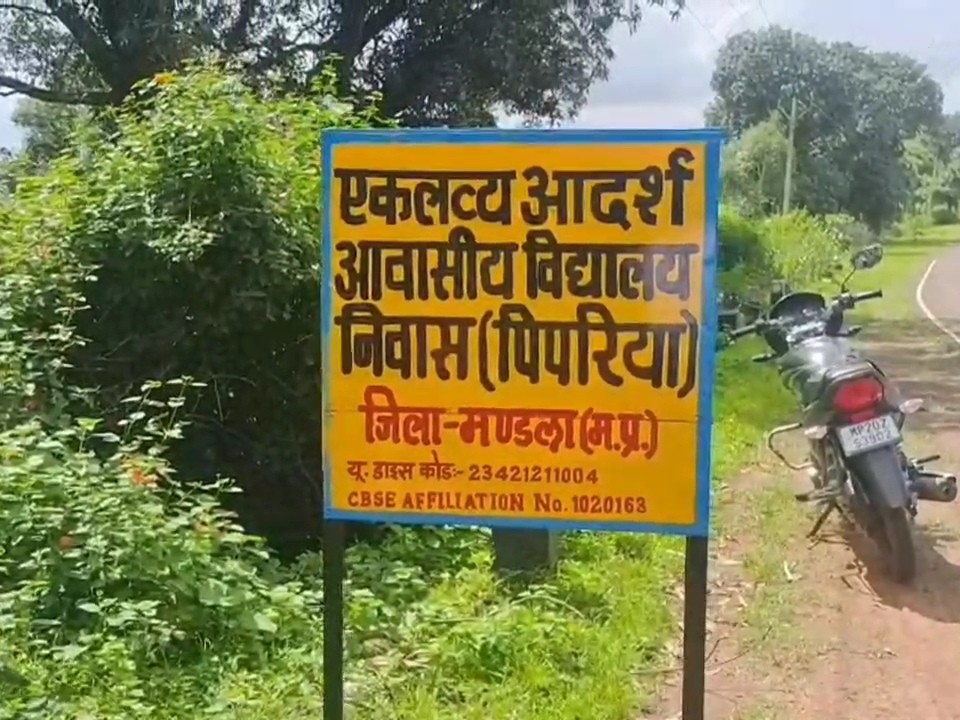 एकलव्य आदर्श
आवासीय विद्यालय
निवास (पिपरिया)
जिला-मण्डला (म.प्र.)
यू. डाइस कोडः- 23421211004
CBSE AFFILIATION No. 1020163
MP20Z
S3902